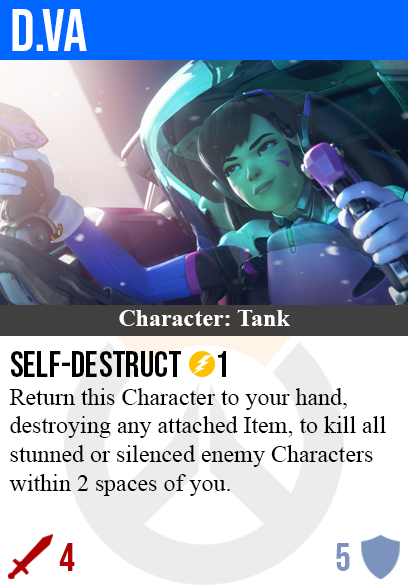 D.VA
Character: Tank
SELF-DESTRUCT 1
Return this Character to your hand,
destroying any attached Item, to kill all
stunned or silenced enemy Characters
within 2 spaces of you.
4 5